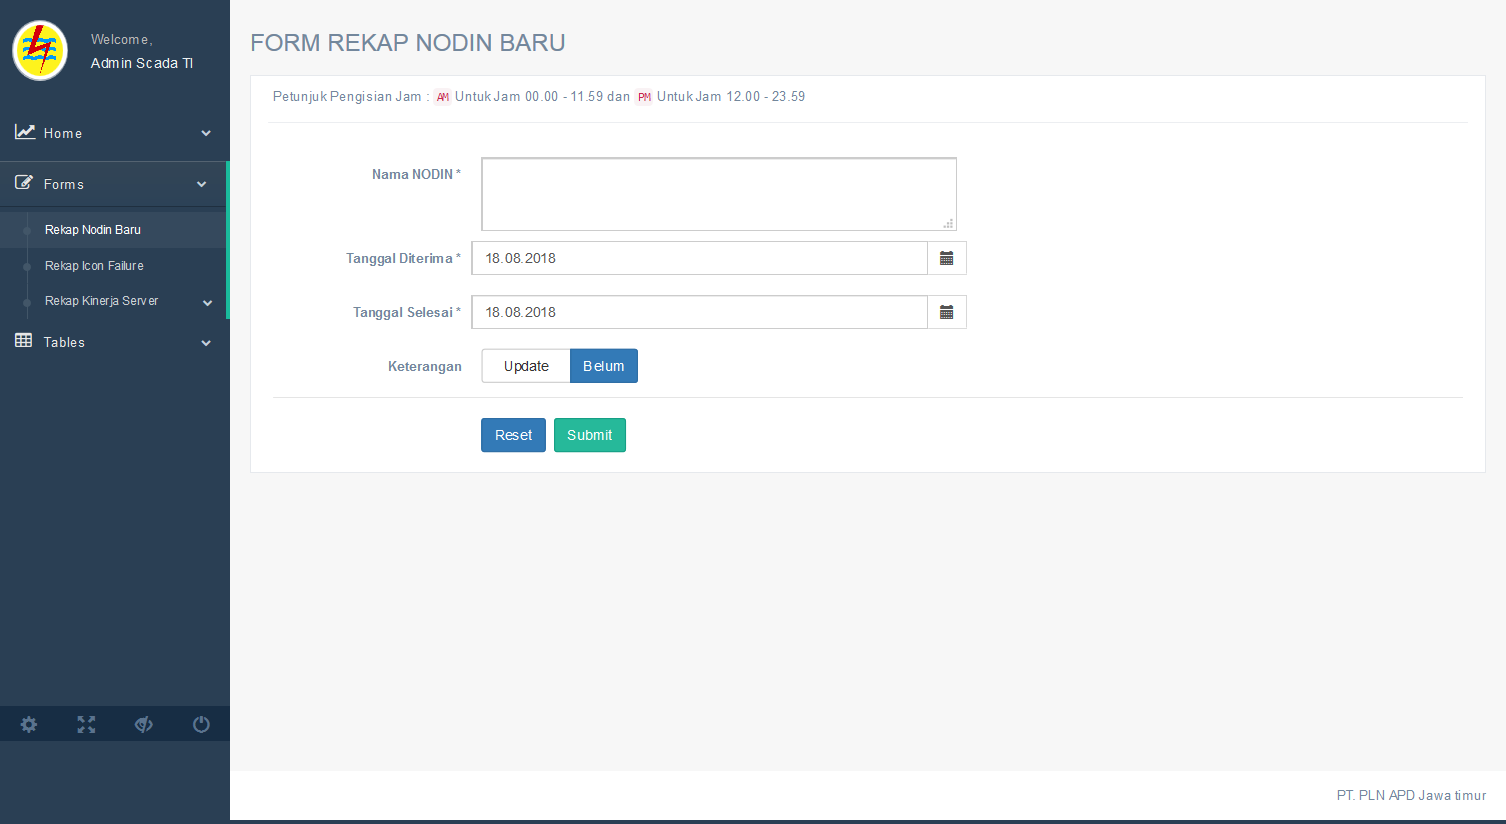 Welcome,
Admin Scada TI
Home
Forms
Rekap Nodin Baru
Rekap Icon Failure
Rekap Kinerja Server
Tables
FORM REKAP NODIN BARU
Petunjuk Pengisian Jam : AM Untuk Jam 00.00 - 11.59 dan PM Untuk Jam 12.00 - 23.59
Nama NODIN *
Tanggal Diterima * 18.08.2018
Tanggal Selesai * 18.08.2018
Keterangan Update Belum
Reset Submit
PT. PLN APD Jawa timur